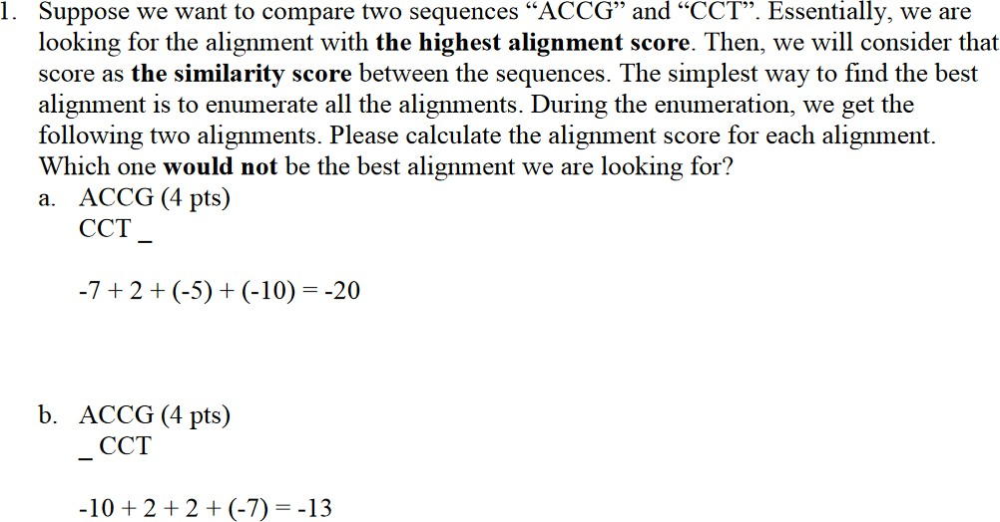 1. Suppose we want to compare two sequences “ACCG” and “CCT”. Essentially, we are
looking for the alignment with the highest alignment score. Then, we will consider that
score as the similarity score between the sequences. The simplest way to find the best
alignment is to enumerate all the alignments. During the enumeration, we get the
following two alignments. Please calculate the alignment score for each alignment.
Which one would not be the best alignment we are looking for?
a. ACCG (4 pts)
CCT _
-7 + 2 + (-5) + (-10) = -20
b. ACCG (4 pts)
_ CCT
-10 + 2 + 2 + (-7) = -13